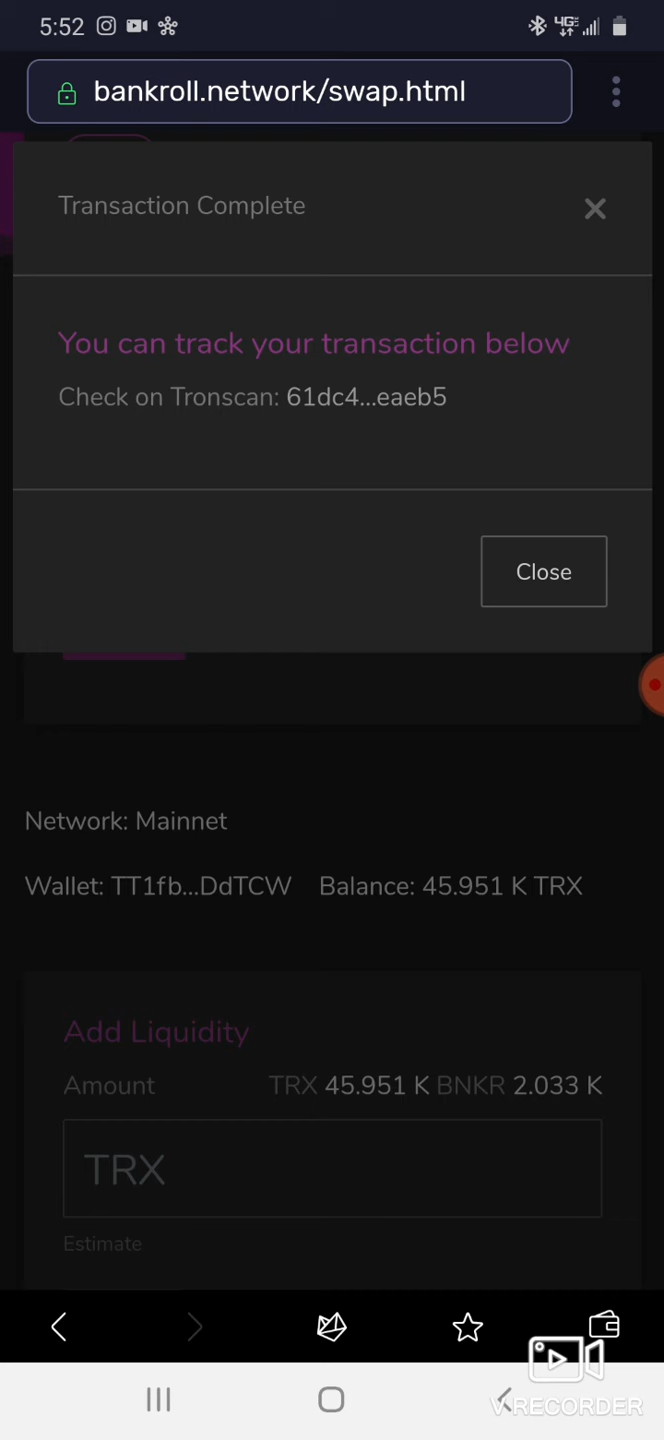 5:52 4GE
bankroll.network/swap.html
Transaction Complete
You can track your transaction below
Check on Tronscan: 61dc4...eaeb5
Close
Network: Mainnet
Wallet: TT1fb...DdTCW Balance: 45.951 K TRX
Add Liquidity
Amount TRX 45.951 K BNKR 2.033 K
TRX
Estimate
V RECORDER